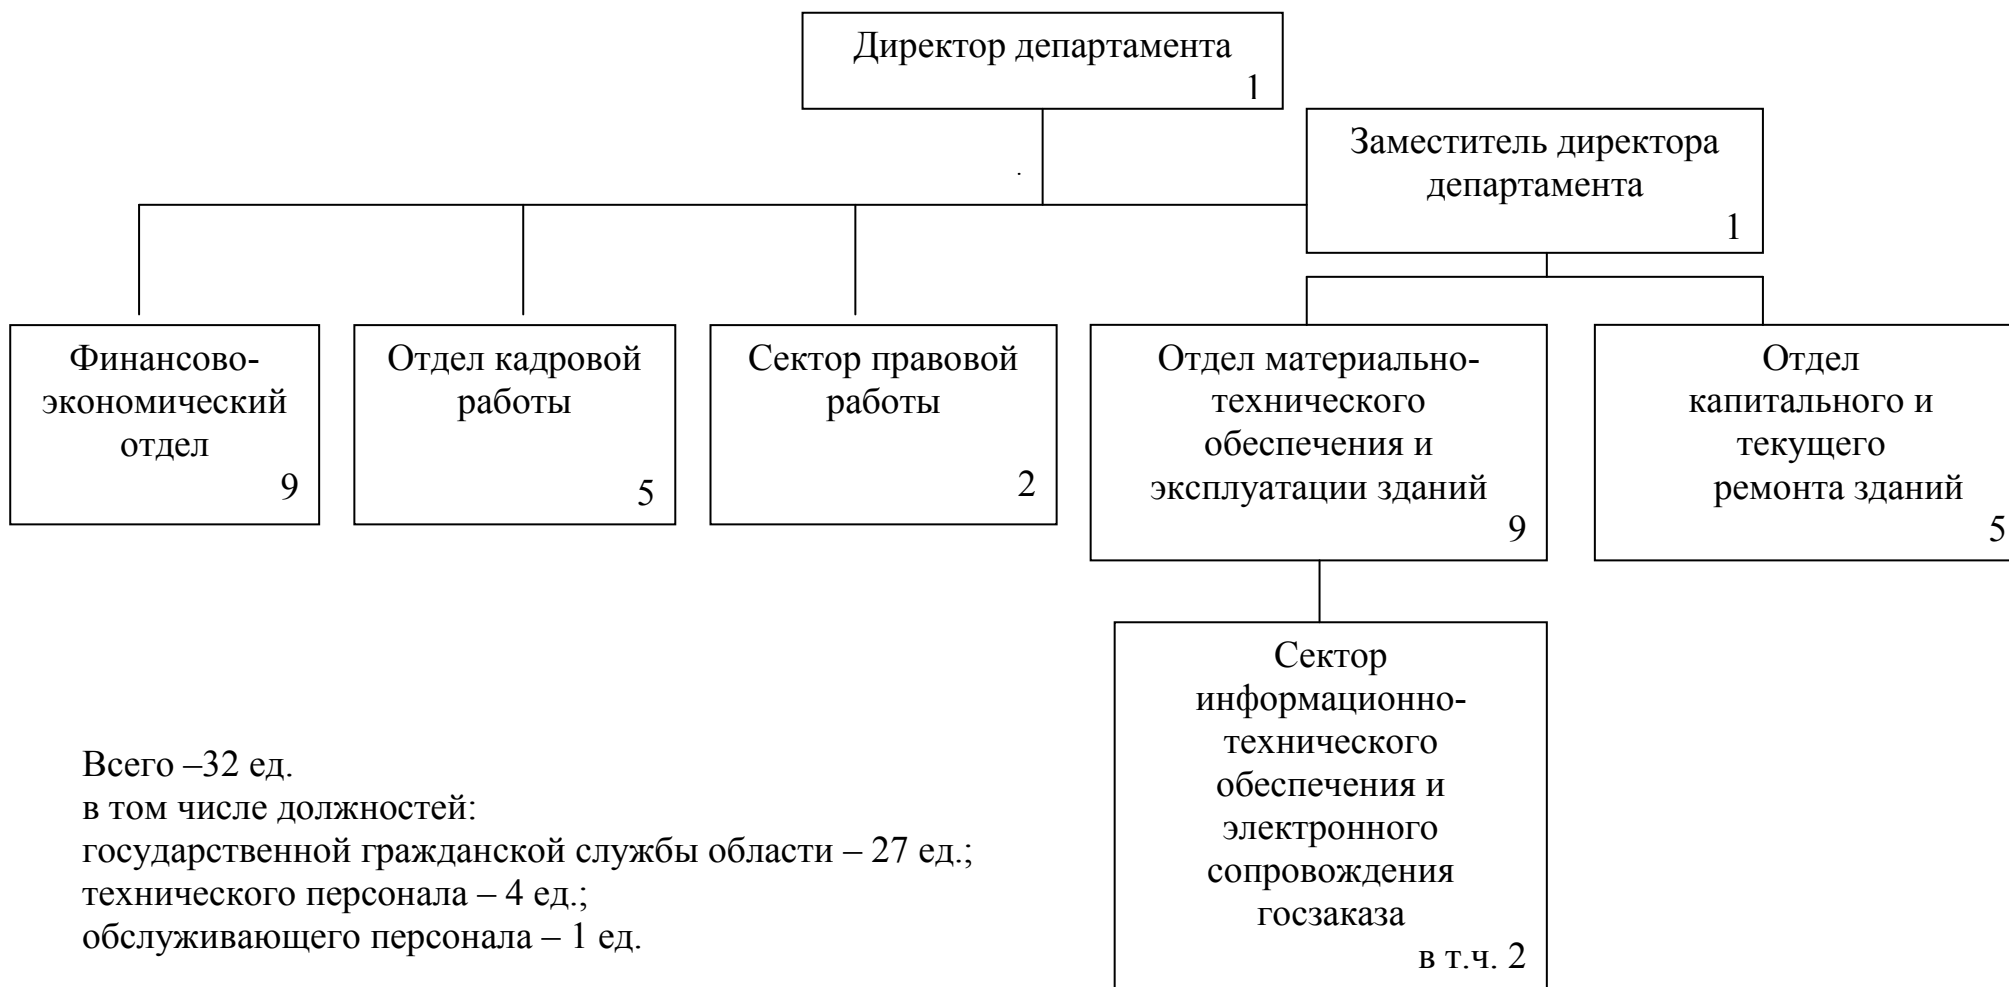 Директор департамента
1
Заместитель директора
департамента
1
Финансово-
экономический
отдел
9
Отдел кадровой
работы
5
Сектор правовой
работы
2
Отдел материально-
технического
обеспечения и
эксплуатации зданий
9
Отдел
капитального и
текущего
ремонта зданий
5
Сектор
информационно-
технического
обеспечения и
электронного
сопровождения
госзаказа
в т.ч. 2
Всего –32 ед.
в том числе должностей:
государственной гражданской службы области – 27 ед.;
технического персонала – 4 ед.;
обслуживающего персонала – 1 ед.